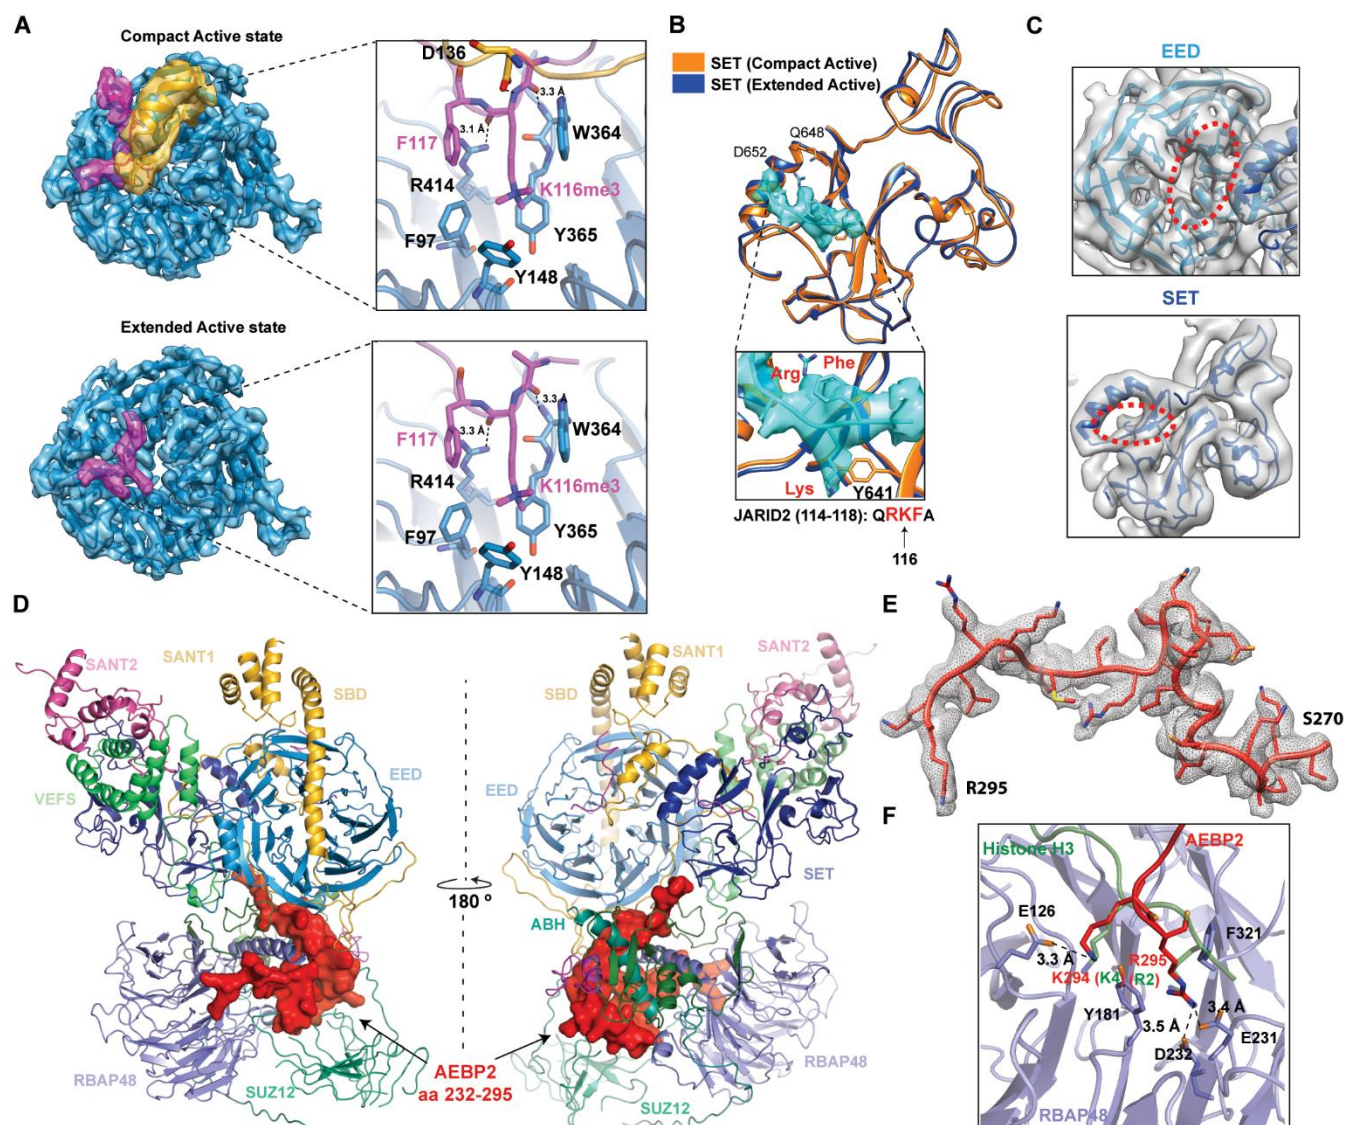 A
Compact Active state
D136
3.3 Å
3.1 Å
W364
F117
R414
K116me3
F97
Y365
Y148
Extended Active state
3.3 Å
3.3 Å
W364
F117
R414
K116me3
Y365
F97
Y148
B
SET (Compact Active)
SET (Extended Active)
Q648
D652
Phe
Arg
Lys
Y641
JARID2 (114-118): QRKFA
116
C
EED
SET
D
SANT2
SANT1
SBD
EED
VEFS
RBAP48
SUZ12
180 °
AEBP2
aa 232-295
SANT1
SANT2
SBD
EED
SET
ABH
RBAP48
SUZ12
E
S270
R295
F
Histone H3
AEBP2
E126
F321
3.3 Å
R295
K294 (K4) (R2)
Y181
3.4 Å
3.5 Å
E231
D232
RBAP48